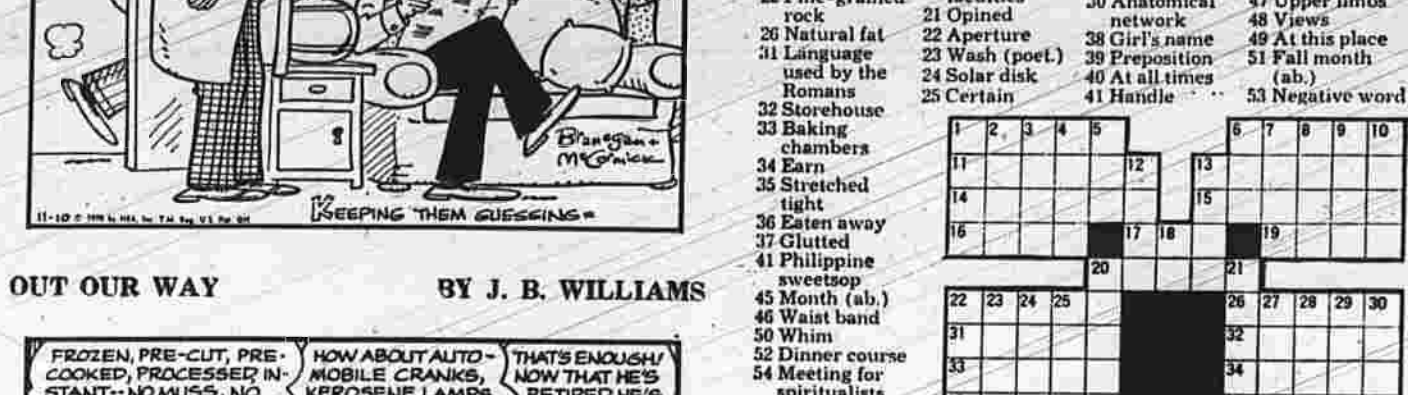 Branegan +
McCormick
11-10
KEEPING THEM GUESSING
OUT OUR WAY
BY J. B. WILLIAMS
FROZEN, PRE-CUT, PRE-
COOKED, PROCESSED, IN-
STANT--NO MUSS, NO
HOW ABOUT AUTO-
MOBILE CRANKS,
KEROSENE LAMPS
THAT'S ENOUGH!
NOW THAT HE'S
RETIRED HE'S
rock
26 Natural fat
31 Language
used by the
Romans
32 Storehouse
33 Baking
chambers
34 Earn
35 Stretched
tight
36 Eaten away
37 Glutted
41 Philippine
sweetsop
45 Month (ab.)
46 Waist band
50 Whim
52 Dinner course
54 Meeting for
spiritualists
21 Opined
22 Aperture
23 Wash (poet.)
24 Solar disk
25 Certain
30 Anatomical
network
38 Girl's name
39 Preposition
40 At all times
41 Handle
47 Upper limbs
48 Views
49 At this place
51 Fall month
(ab.)
53 Negative word
1 2 3 4 5 6 7 8 9 10
11 12 13
14 15
16 17 18 19
20 21
22 23 24 25 26 27 28 29 30
31 32
33 34